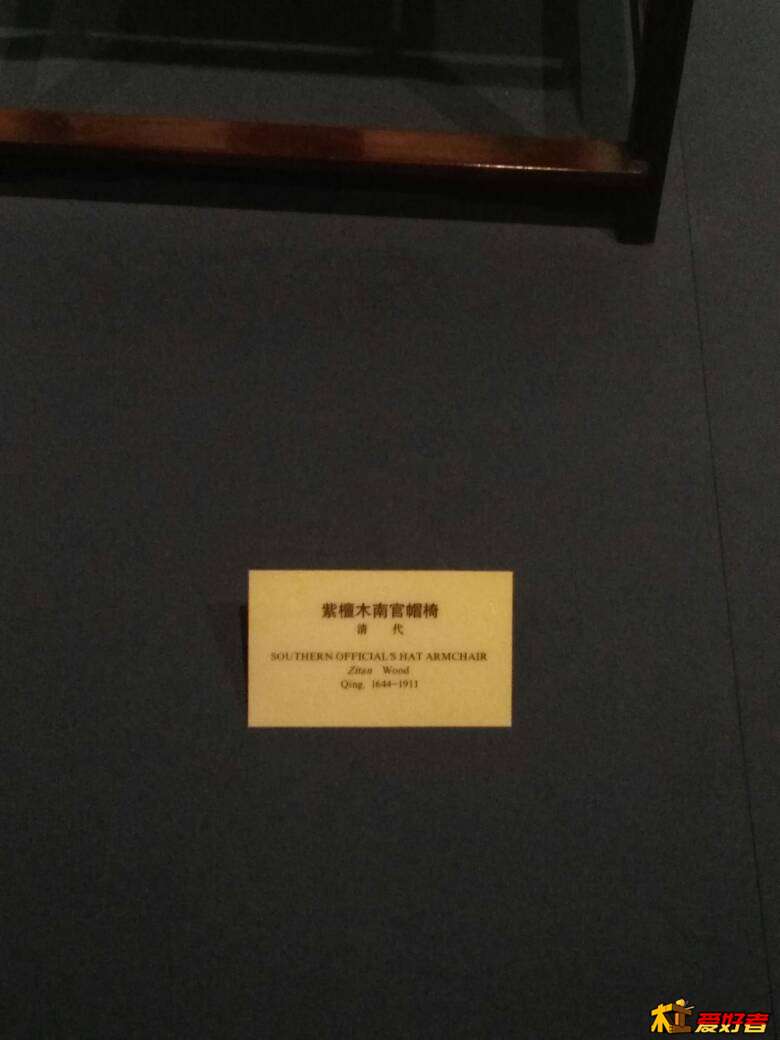 紫檀木南官帽椅
清 代
SOUTHERN OFFICIAL'S HAT ARMCHAIR
Zitan Wood
Qing, 1644-1911
木工爱好者